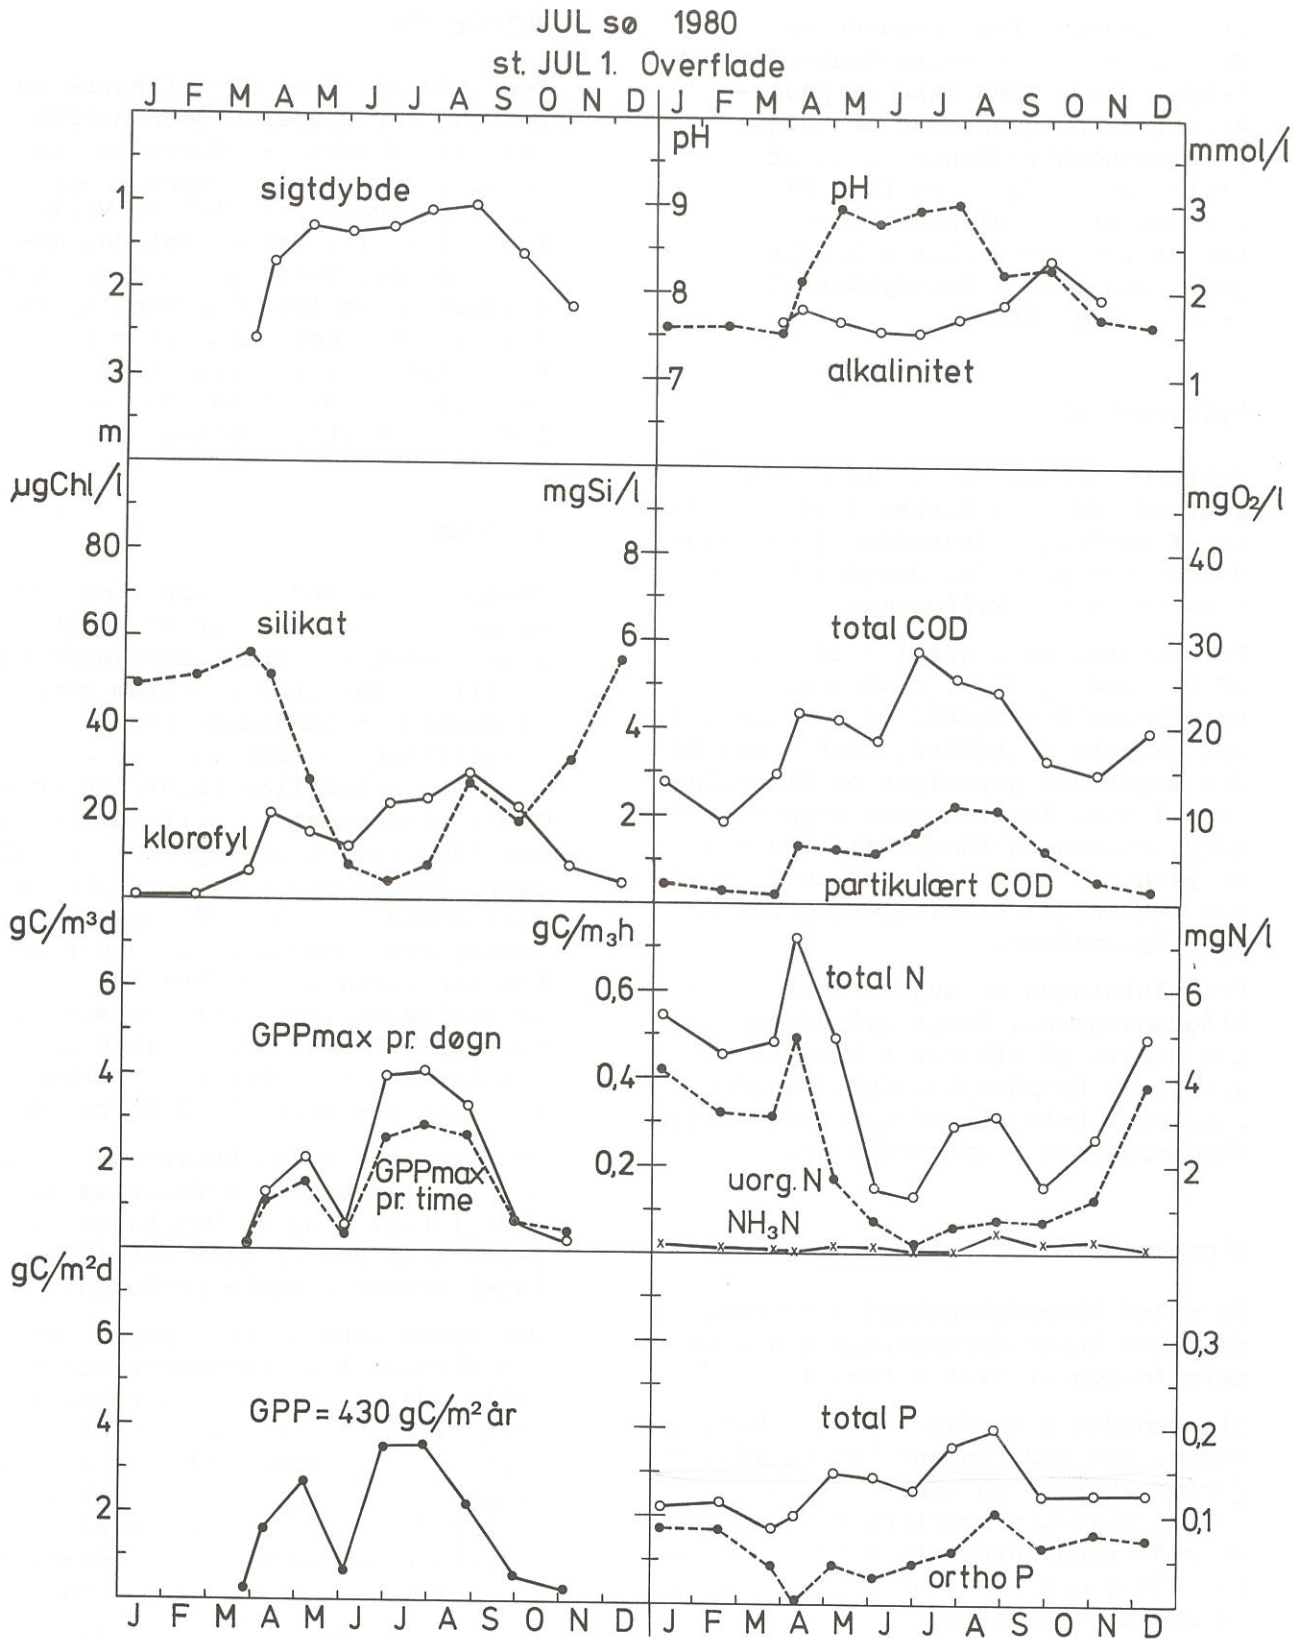 JUL sø 1980
st. JUL 1. Overflade
J F M A M J J A S O N D
J F M A M J J A S O N D
sigtdybde
1
2
3
m
pH
9
8
7
pH
alkalinitet
mmol/l
3
2
1
µgChl/l
80
60
40
20
silikat
klorofyl
mgSi/l
8
6
4
2
total COD
partikulært COD
mgO2/l
40
30
20
10
gC/m³d
6
4
2
GPPmax pr. døgn
GPPmax
pr. time
gC/m₃h
0,6
0,4
0,2
total N
uorg. N
NH₃N
mgN/l
6
4
2
gC/m²d
6
4
2
GPP = 430 gC/m² år
total P
ortho P
0,3
0,2
0,1
J F M A M J J A S O N D
J F M A M J J A S O N D